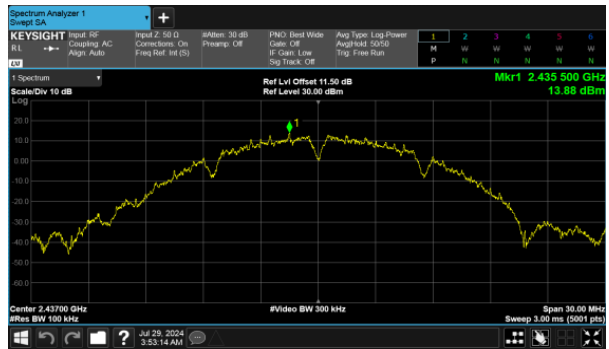 Spectrum Analyzer 1
Swept SA
KEYSIGHT Input: RF Input Z: 50 Ω #Atten: 30 dB PNO: Best Wide Avg Type: Log-Power 1 2 3 4 5 6
RL Coupling: AC Corrections: On Preamp: Off Gate: Off Avg|Hold: 50/50 M W W W W W
Align: Auto Freq Ref: Int (S) IF Gain: Low Trig: Free Run
Sig Track: Off P N N N N N
LXI
1 Spectrum Ref Lvl Offset 11.50 dB Mkr1 2.435 500 GHz
Scale/Div 10 dB Ref Level 30.00 dBm 13.88 dBm
Log
20.0
1
10.0
0.00
-10.0
-20.0
-30.0
-40.0
-50.0
-60.0
Center 2.43700 GHz #Video BW 300 kHz Span 30.00 MHz
#Res BW 100 kHz Sweep 3.00 ms (5001 pts)
? Jul 29, 2024
3:53:14 AM